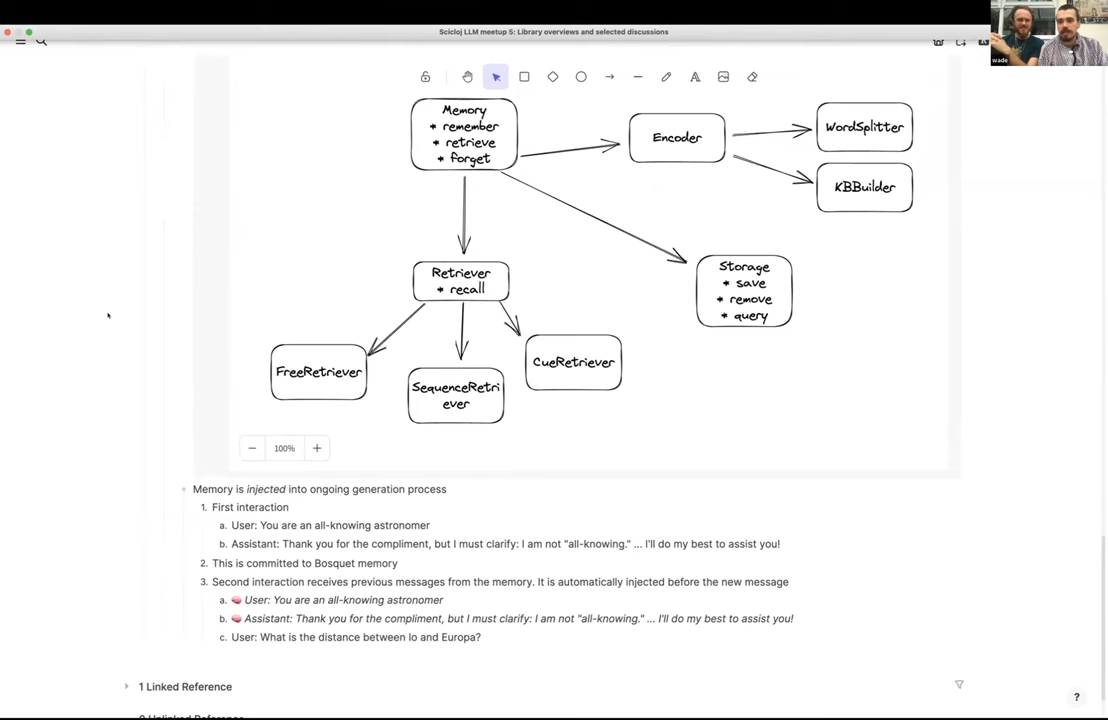 Scicloj LLM meetup 5: Library overviews and selected discussions
wade
A
Memory
* remember
* retrieve
* forget
Encoder
WordSplitter
KBBuilder
Retriever
* recall
Storage
* save
* remove
* query
FreeRetriever
SequenceRetri
ever
CueRetriever
− 100% +
Memory is injected into ongoing generation process
1. First interaction
a. User: You are an all-knowing astronomer
b. Assistant: Thank you for the compliment, but I must clarify: I am not "all-knowing." ... I'll do my best to assist you!
2. This is committed to Bosquet memory
3. Second interaction receives previous messages from the memory. It is automatically injected before the new message
a. 🧠 User: You are an all-knowing astronomer
b. 🧠 Assistant: Thank you for the compliment, but I must clarify: I am not "all-knowing." ... I'll do my best to assist you!
c. User: What is the distance between Io and Europa?
1 Linked Reference
?